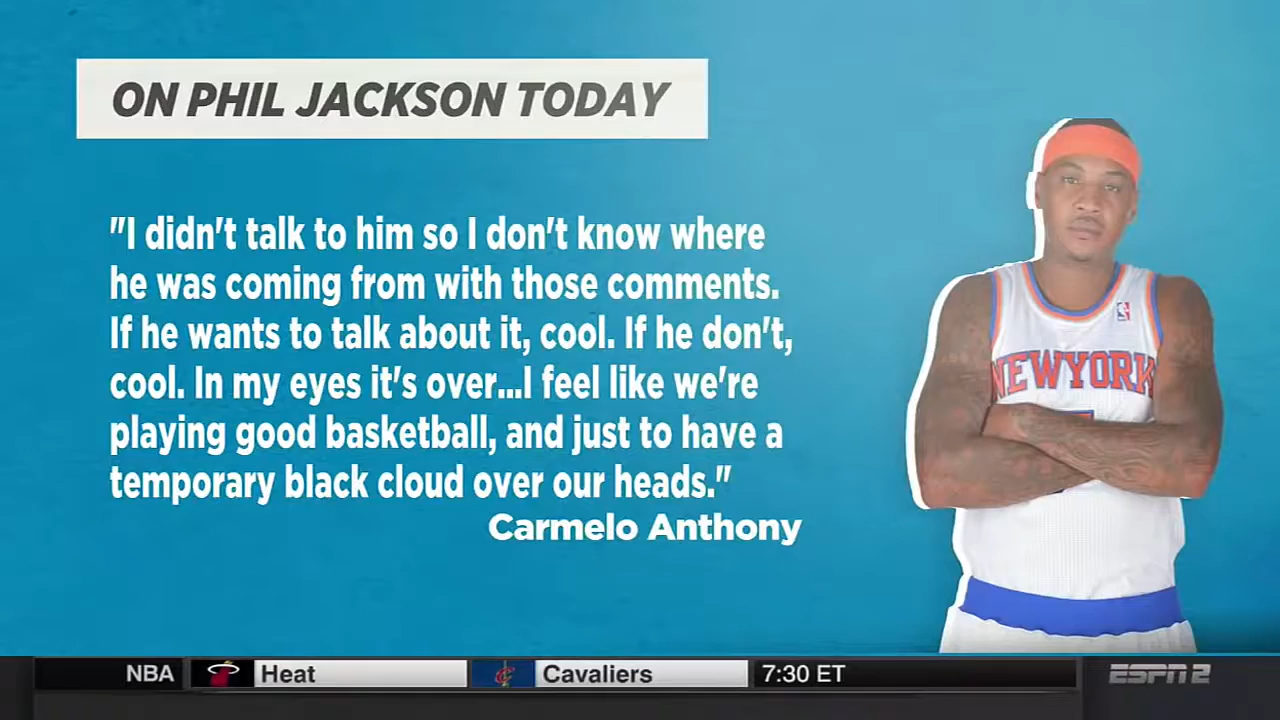 ON PHIL JACKSON TODAY
"I didn't talk to him so I don't know where
he was coming from with those comments.
If he wants to talk about it, cool. If he don't,
cool. In my eyes it's over...I feel like we're
playing good basketball, and just to have a
temporary black cloud over our heads."
Carmelo Anthony
NEWYORK
NBA Heat Cavaliers 7:30 ET ESPN2